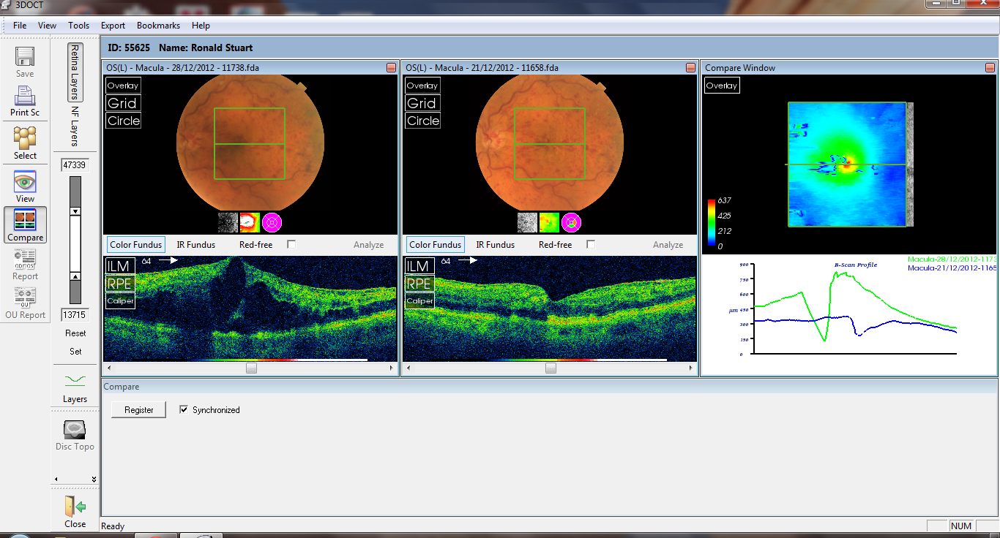 3DOCT
File View Tools Export Bookmarks Help
Save
Print Sc
Select
View
Compare
Report
OU
OU Report
Retina Layers
NF Layers
47339
13715
Reset
Set
Layers
Disc Topo
Close
ID: 55625 Name: Ronald Stuart
OS(L) - Macula - 28/12/2012 - 11738.fda
Overlay
Grid
Circle
Color Fundus IR Fundus Red-free Analyze
ILM 64
RPE
Caliper
OS(L) - Macula - 21/12/2012 - 11658.fda
Overlay
Grid
Circle
Color Fundus IR Fundus Red-free Analyze
ILM 64
RPE
Caliper
Compare Window
Overlay
637
425
212
0
B-Scan Profile
Macula-28/12/2012-1173
Macula-21/12/2012-1165
900
750
600
µm 450
300
150
0
Compare
Register Synchronized
Ready NUM